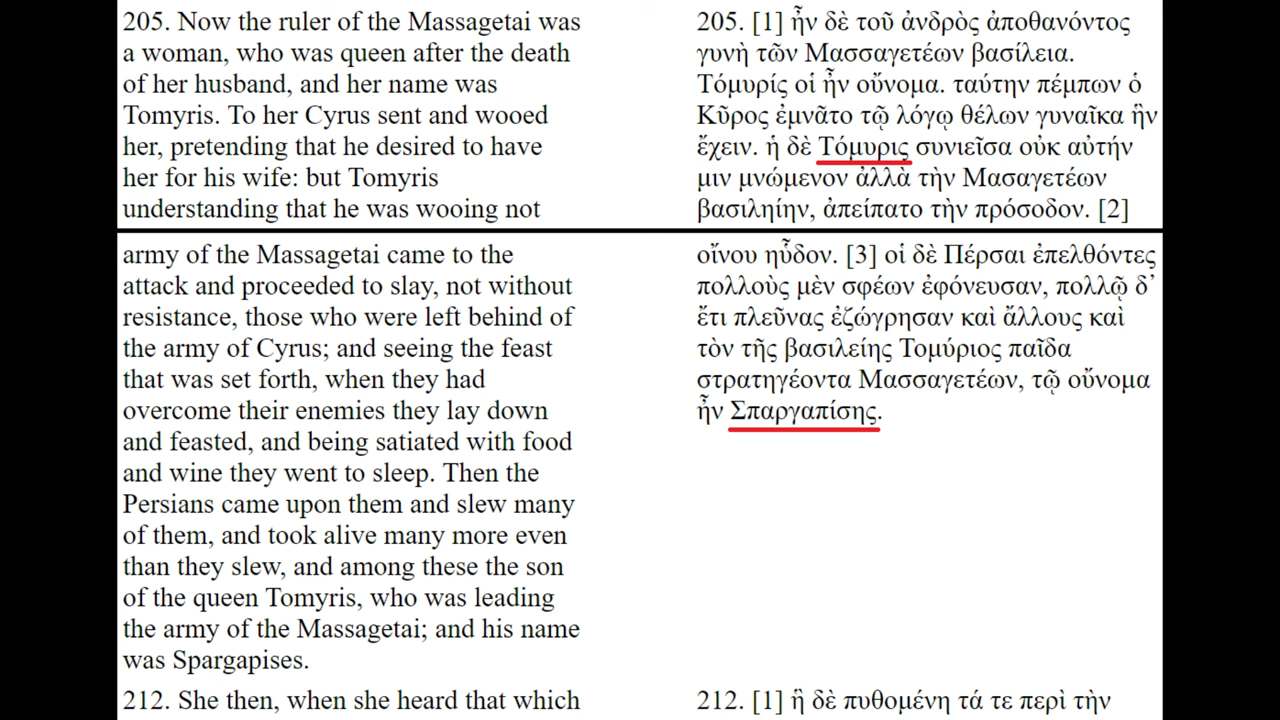 205. Now the ruler of the Massagetai was
a woman, who was queen after the death
of her husband, and her name was
Tomyris. To her Cyrus sent and wooed
her, pretending that he desired to have
her for his wife: but Tomyris
understanding that he was wooing not
205. [1] ἦν δὲ τοῦ ἀνδρὸς ἀποθανόντος
γυνὴ τῶν Μασσαγετέων βασίλεια.
Τόμυρίς οἱ ἦν οὔνομα. ταύτην πέμπων ὁ
Κῦρος ἐμνᾶτο τῷ λόγῳ θέλων γυναῖκα ἣν
ἔχειν. ἡ δὲ Τόμυρις συνιεῖσα οὐκ αὐτήν
μιν μνώμενον ἀλλὰ τὴν Μασαγετέων
βασιληίην, ἀπείπατο τὴν πρόσοδον. [2]
army of the Massagetai came to the
attack and proceeded to slay, not without
resistance, those who were left behind of
the army of Cyrus; and seeing the feast
that was set forth, when they had
overcome their enemies they lay down
and feasted, and being satiated with food
and wine they went to sleep. Then the
Persians came upon them and slew many
of them, and took alive many more even
than they slew, and among these the son
of the queen Tomyris, who was leading
the army of the Massagetai; and his name
was Spargapises.
212. She then, when she heard that which
οἴνου ηὗδον. [3] οἱ δὲ Πέρσαι ἐπελθόντες
πολλοὺς μὲν σφέων ἐφόνευσαν, πολλῷ δ᾽
ἔτι πλεῦνας ἐζώγρησαν καὶ ἄλλους καὶ
τὸν τῆς βασιλείης Τομύριος παῖδα
στρατηγέοντα Μασσαγετέων, τῷ οὔνομα
ἦν Σπαργαπίσης.
212. [1] ἣ δὲ πυθομένη τά τε περὶ τὴν